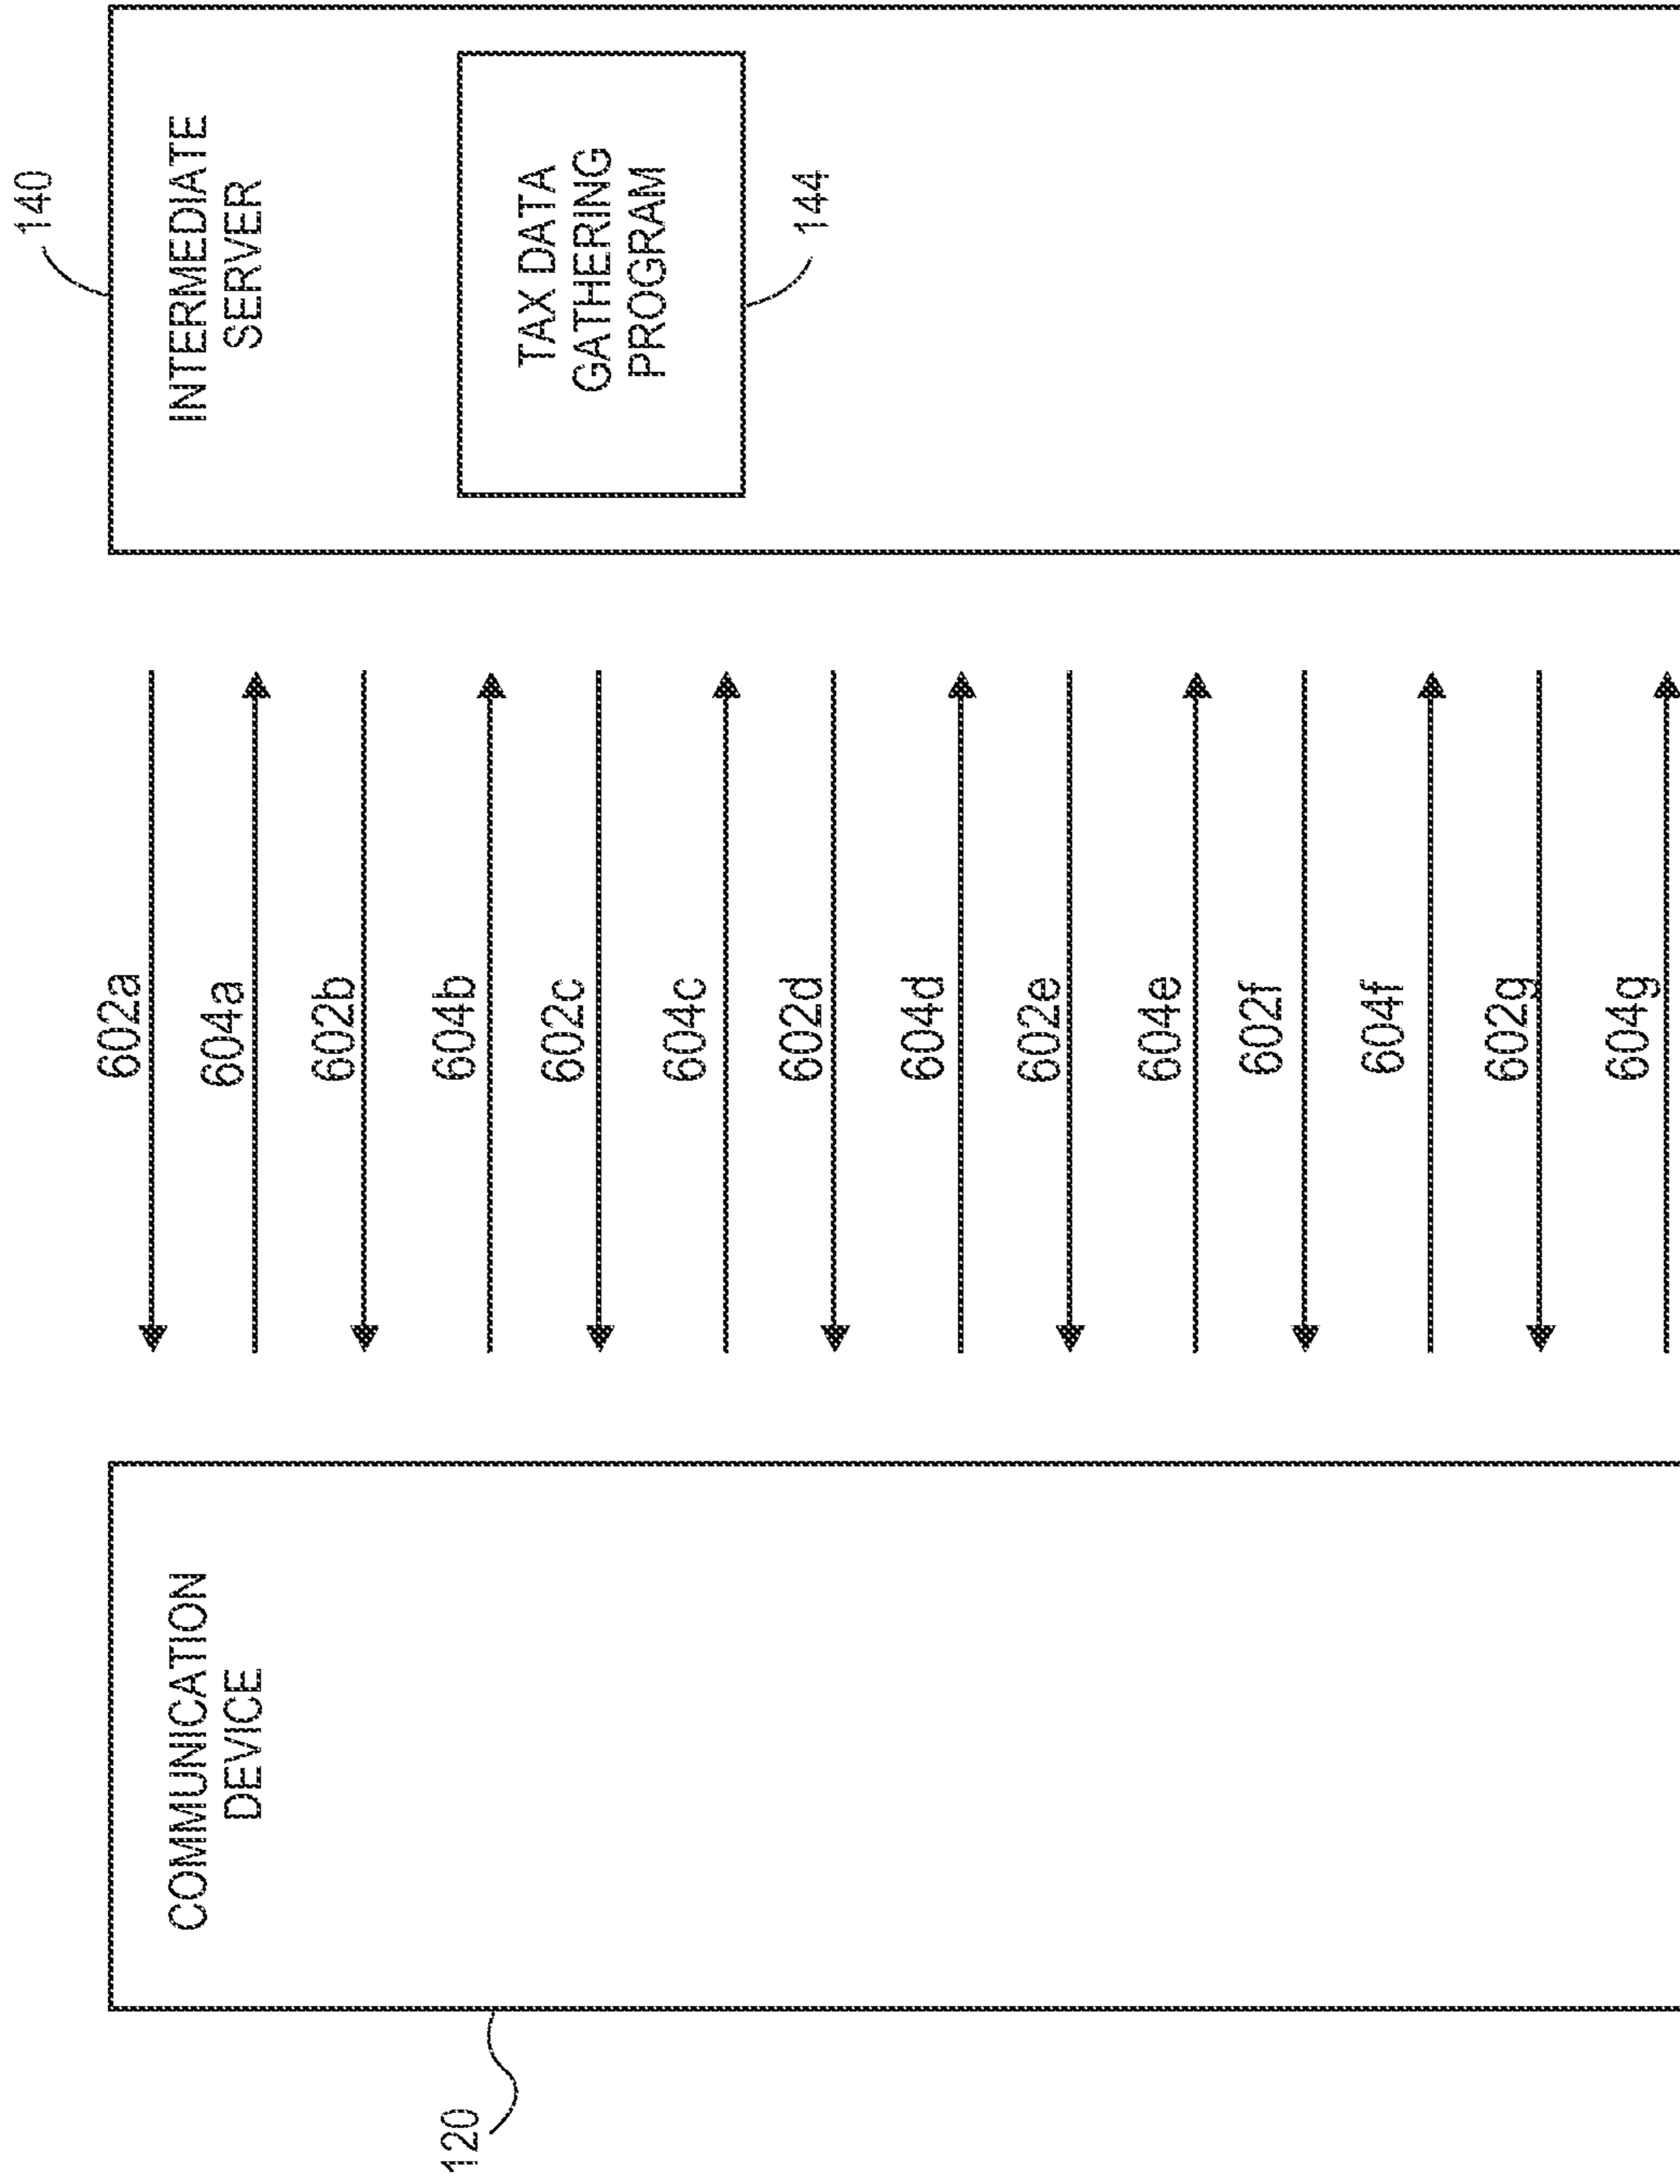 140
INTERMEDIATE
SERVER
TAX DATA
GATHERING
PROGRAM
144
602a
604a
602b
604b
602c
604c
602d
604d
602e
604e
602f
604f
602g
604g
COMMUNICATION
DEVICE
120